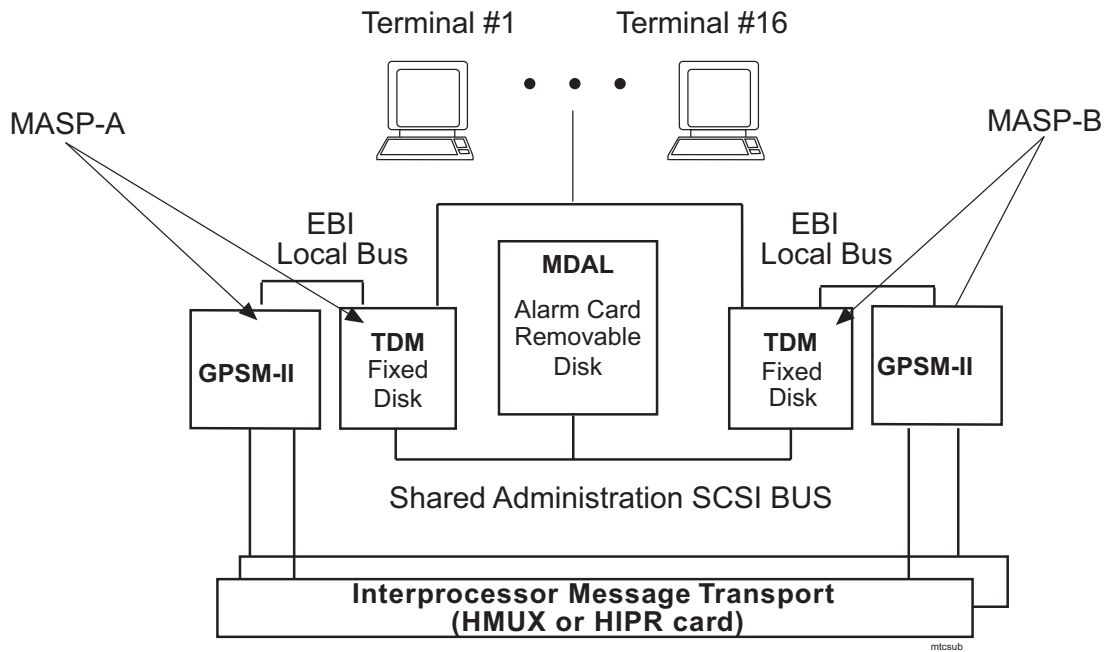 Terminal #1
Terminal #16
MASP-A
MASP-B
EBI
Local Bus
EBI
Local Bus
MDAL
Alarm Card
Removable
Disk
GPSM-II
TDM
Fixed
Disk
TDM
Fixed
Disk
GPSM-II
Shared Administration SCSI BUS
Interprocessor Message Transport
(HMUX or HIPR card)
mtcsub